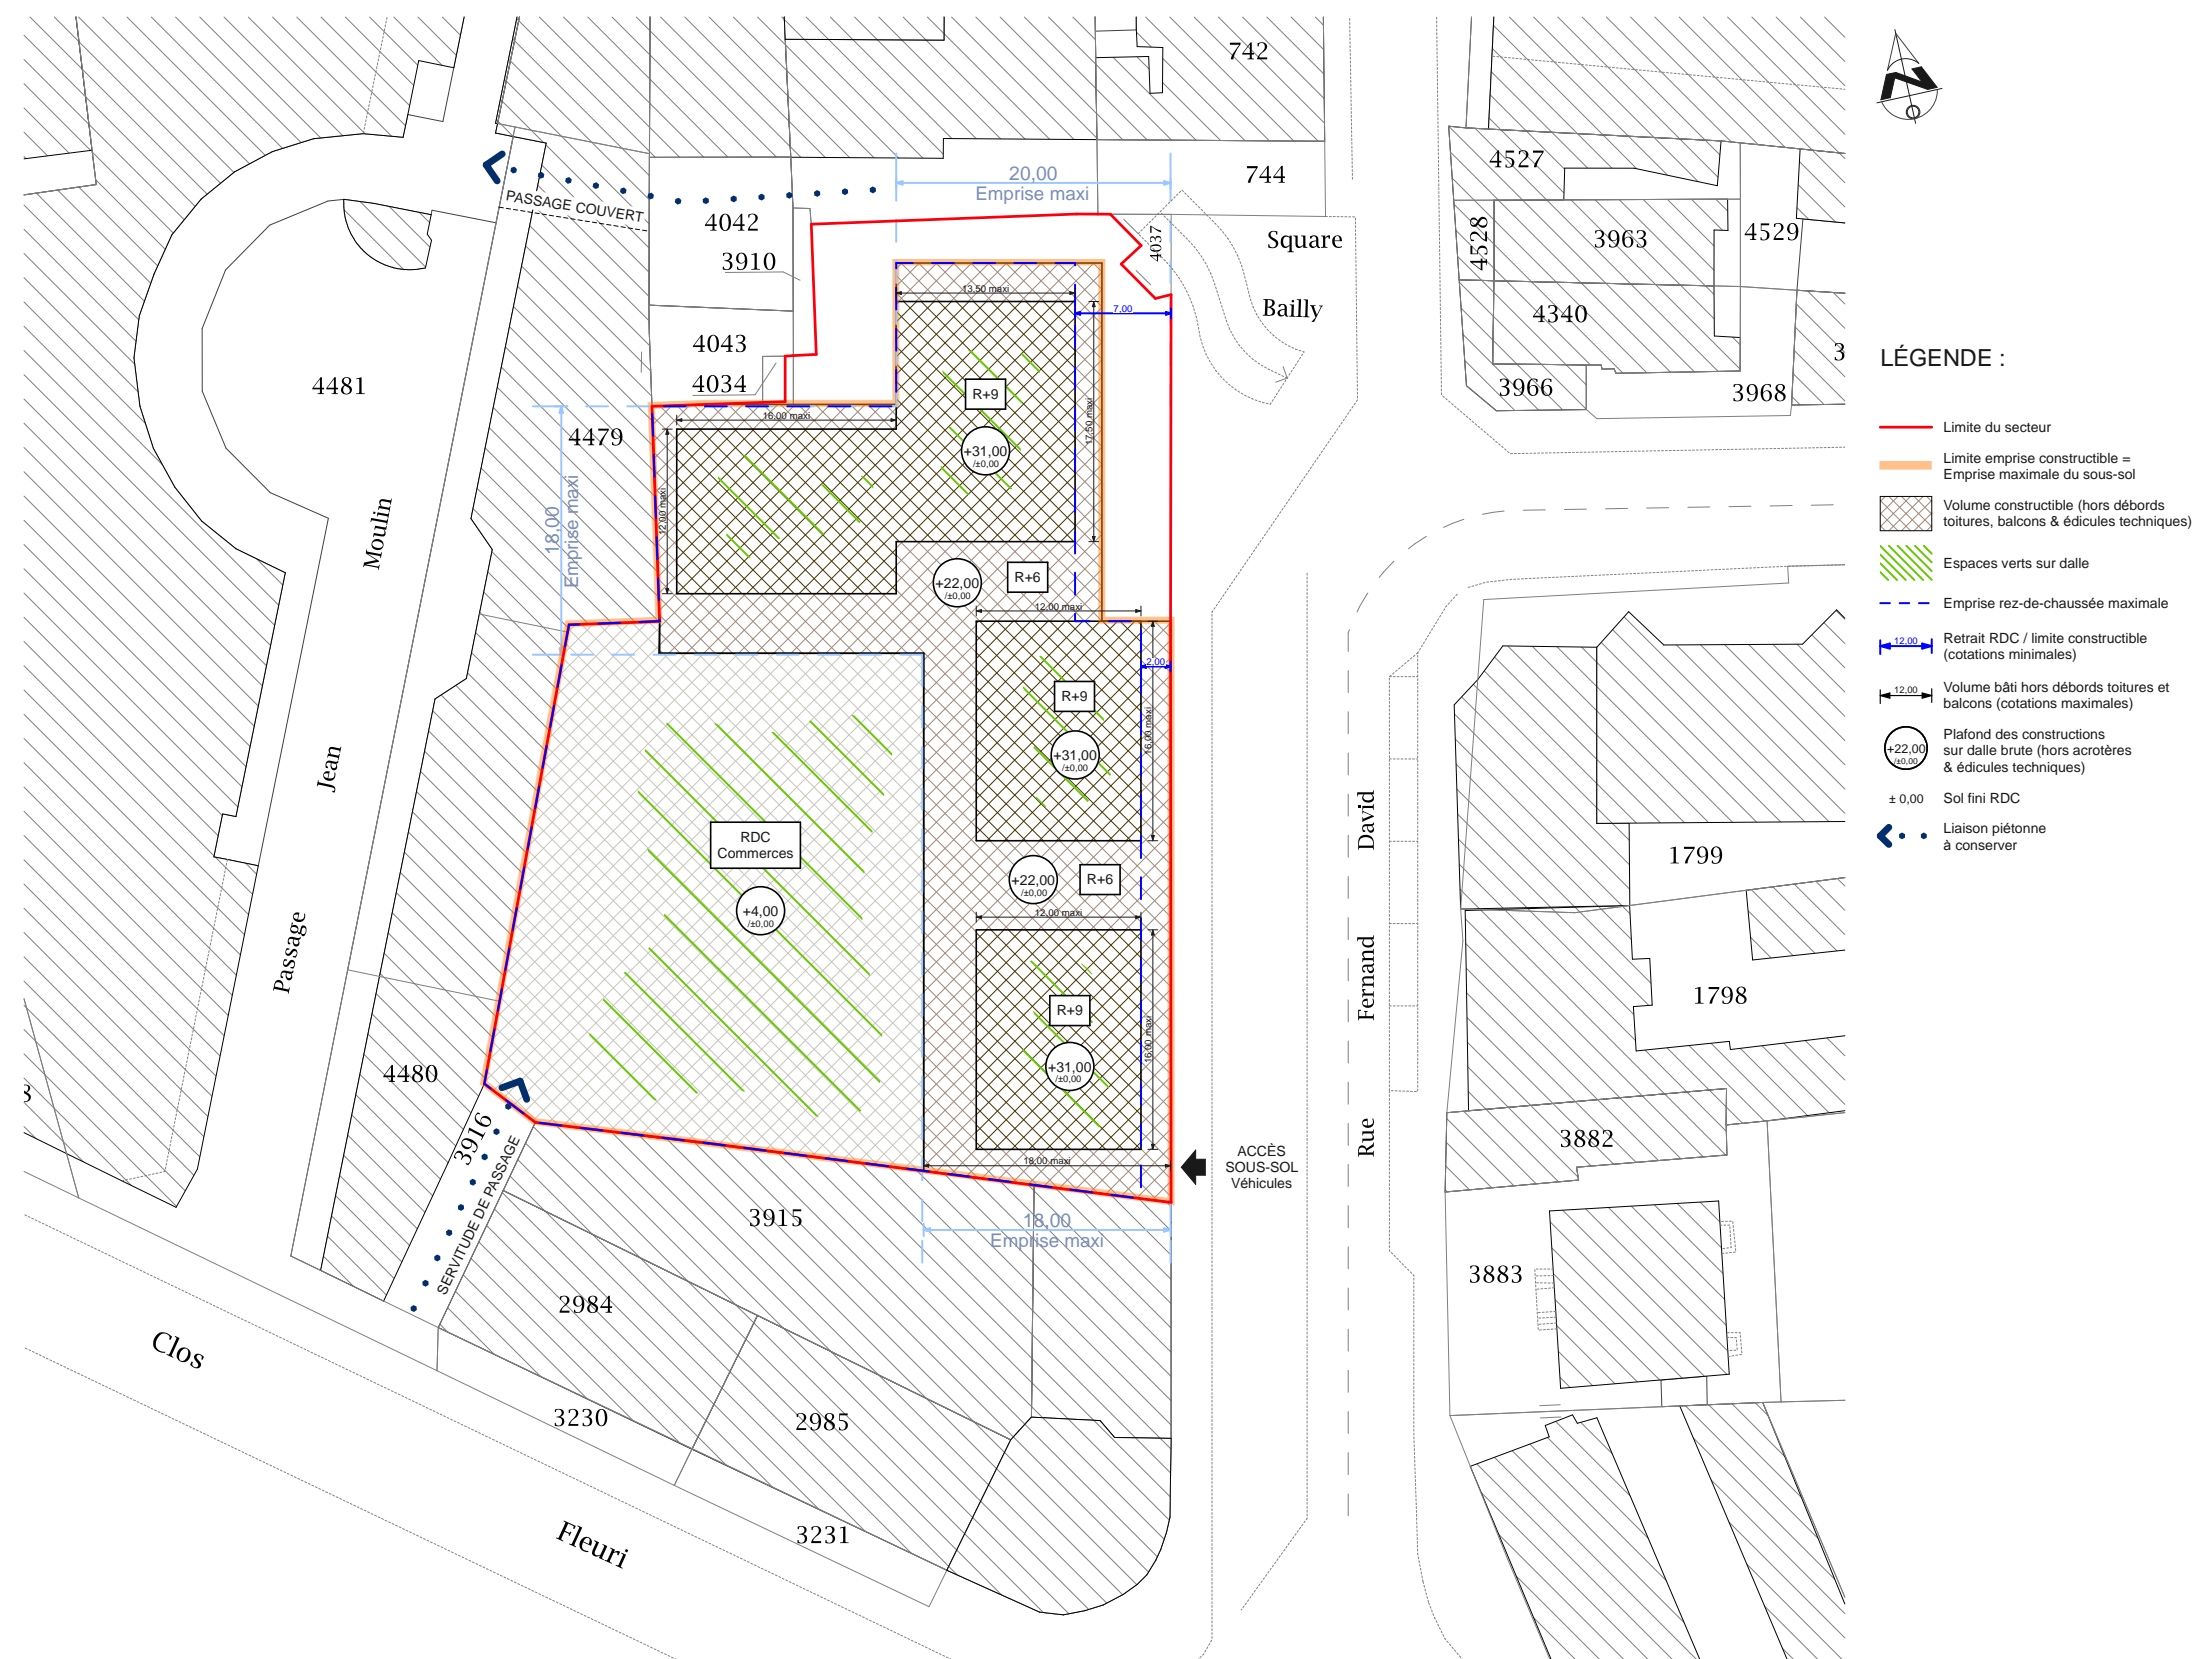 742
744
20,00
Emprise maxi
PASSAGE COUVERT
4042
3910
4043
4034
4037
Square
Bailly
4527
4528
3963
4529
4340
3966
3968
3
4481
4479
18,00
Emprise maxi
13,50 maxi
7,00
16,00 maxi
17,50 maxi
12,00 maxi
R+9
+31,00
/±0,00
+22,00
/±0,00
R+6
12,00 maxi
2,00
R+9
+31,00
/±0,00
16,00 maxi
RDC
Commerces
+4,00
/±0,00
+22,00
/±0,00
R+6
12,00 maxi
R+9
+31,00
/±0,00
16,00 maxi
18,00 maxi
18,00
Emprise maxi
ACCÈS
SOUS-SOL
Véhicules
Passage Jean Moulin
Rue Fernand David
1799
1798
3882
3883
4480
3916
SERVITUDE DE PASSAGE
3915
2984
2985
3230
3231
Clos Fleuri
N
O
LÉGENDE :
Limite du secteur
Limite emprise constructible =
Emprise maximale du sous-sol
Volume constructible (hors débords
toitures, balcons & édicules techniques)
Espaces verts sur dalle
Emprise rez-de-chaussée maximale
12,00
Retrait RDC / limite constructible
(cotations minimales)
12,00
Volume bâti hors débords toitures et
balcons (cotations maximales)
+22,00
/±0,00
Plafond des constructions
sur dalle brute (hors acrotères
& édicules techniques)
± 0,00
Sol fini RDC
Liaison piétonne
à conserver